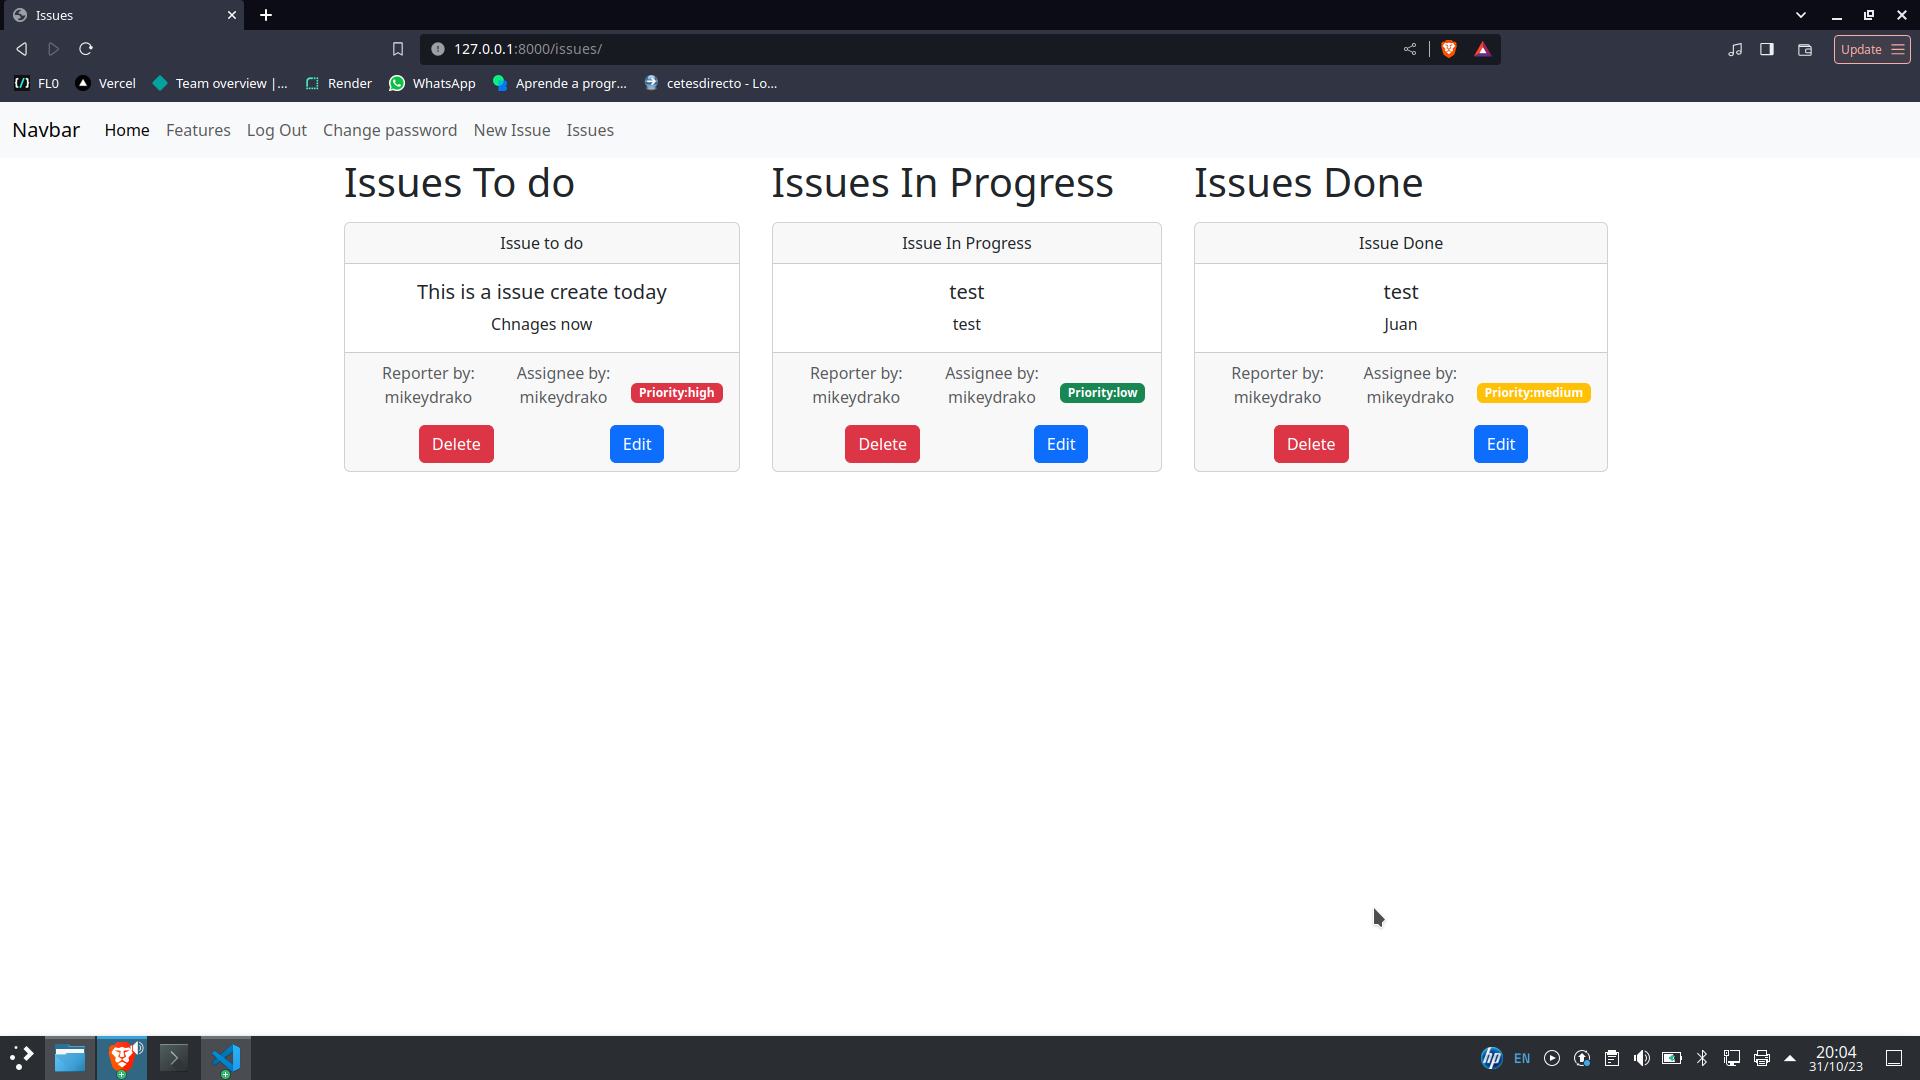 Issues
127.0.0.1:8000/issues/
Update
FL0
Vercel
Team overview |...
Render
WhatsApp
Aprende a progr...
cetesdirecto - Lo...
Navbar
Home
Features
Log Out
Change password
New Issue
Issues
Issues To do
Issue to do
This is a issue create today
Chnages now
Reporter by:
mikeydrako
Assignee by:
mikeydrako
Priority:high
Delete
Edit
Issues In Progress
Issue In Progress
test
test
Reporter by:
mikeydrako
Assignee by:
mikeydrako
Priority:low
Delete
Edit
Issues Done
Issue Done
test
Juan
Reporter by:
mikeydrako
Assignee by:
mikeydrako
Priority:medium
Delete
Edit
hp
EN
20:04
31/10/23